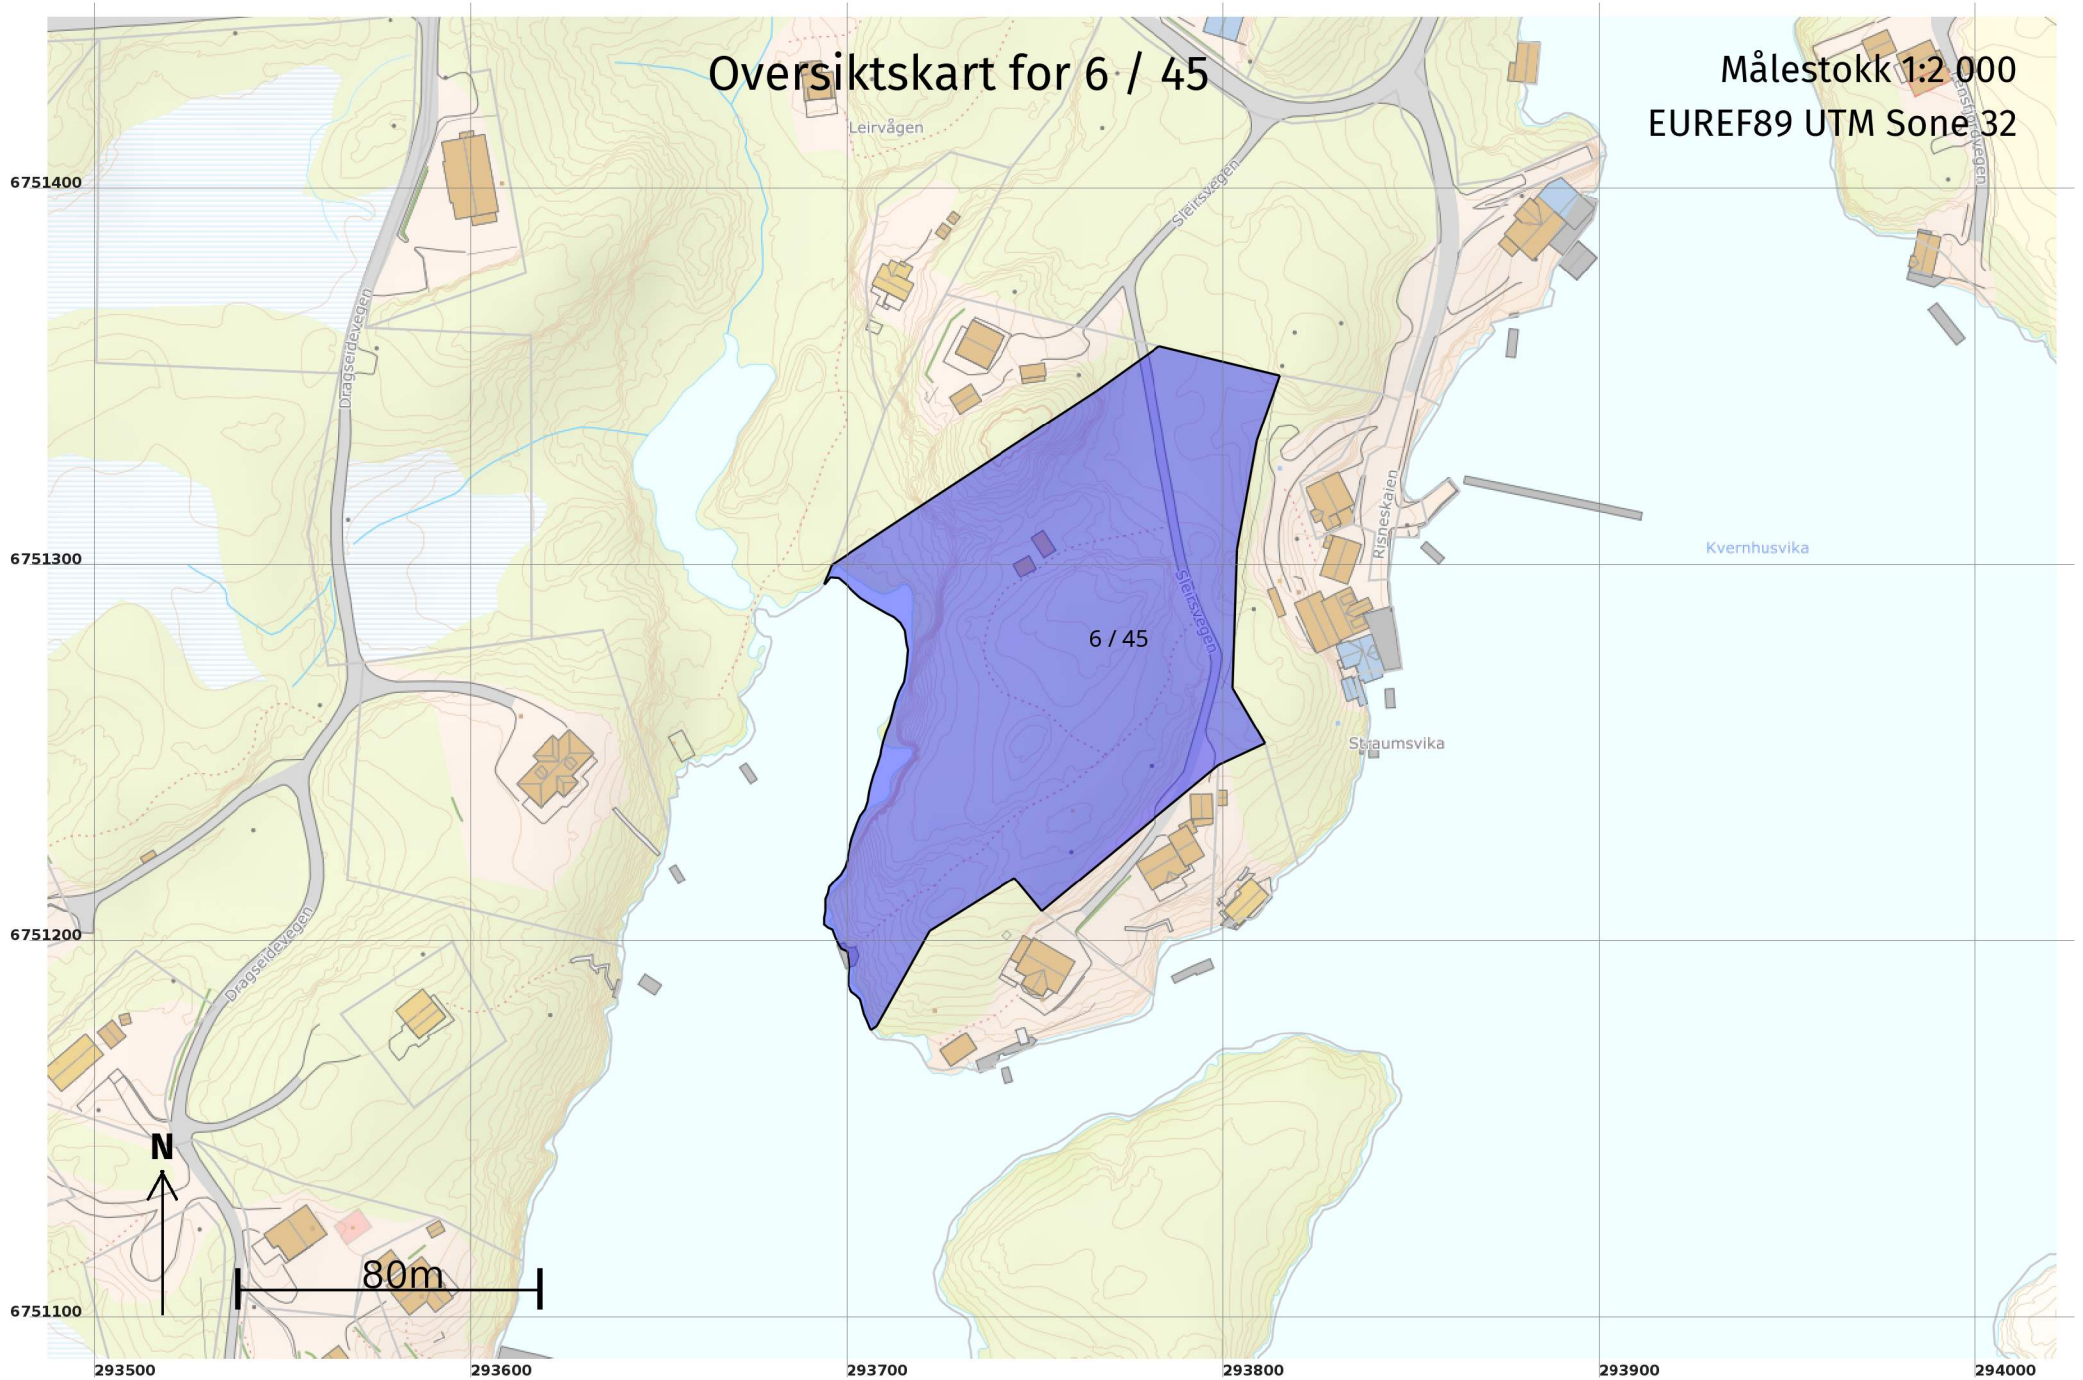 Oversiktskart for 6 / 45
Målestokk 1:2 000
EUREF89 UTM Sone 32
Leirvågen
6751400
Sleirsvegen
Dragseidevegen
Risneskaien
Kvernhusvika
6751300
Sleirsvegen
6 / 45
Straumsvika
6751200
Dragseidevegen
N
80m
6751100
293500
293600
293700
293800
293900
294000